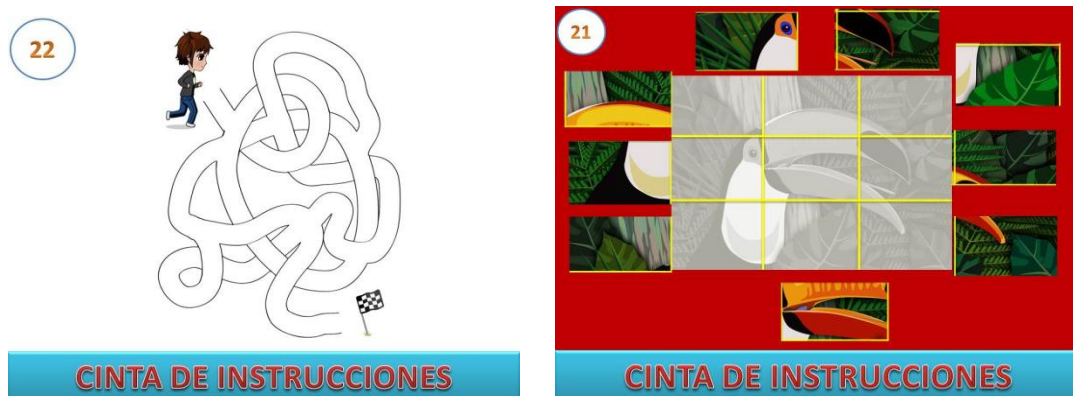 22
CINTA DE INSTRUCCIONES
21
CINTA DE INSTRUCCIONES